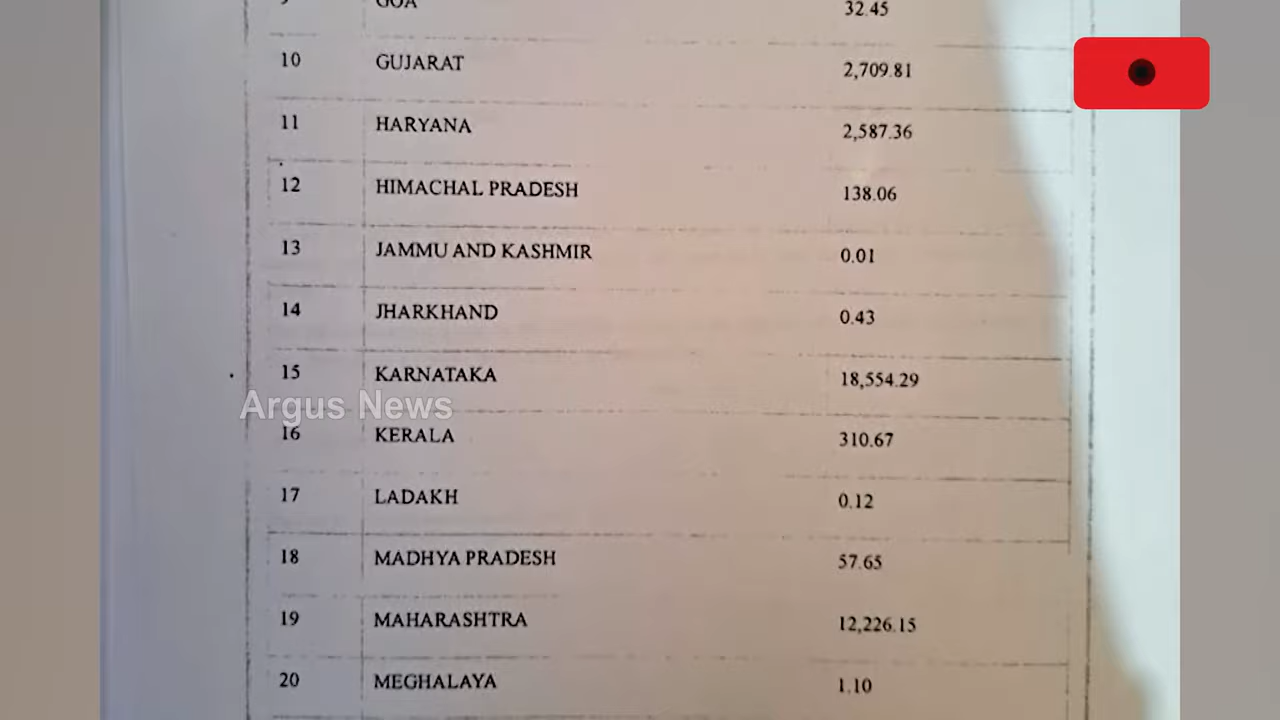 9 GOA 32.45
10 GUJARAT 2,709.81
11 HARYANA 2,587.36
12 HIMACHAL PRADESH 138.06
13 JAMMU AND KASHMIR 0.01
14 JHARKHAND 0.43
15 KARNATAKA 18,554.29
Argus News
16 KERALA 310.67
17 LADAKH 0.12
18 MADHYA PRADESH 57.65
19 MAHARASHTRA 12,226.15
20 MEGHALAYA 1.10